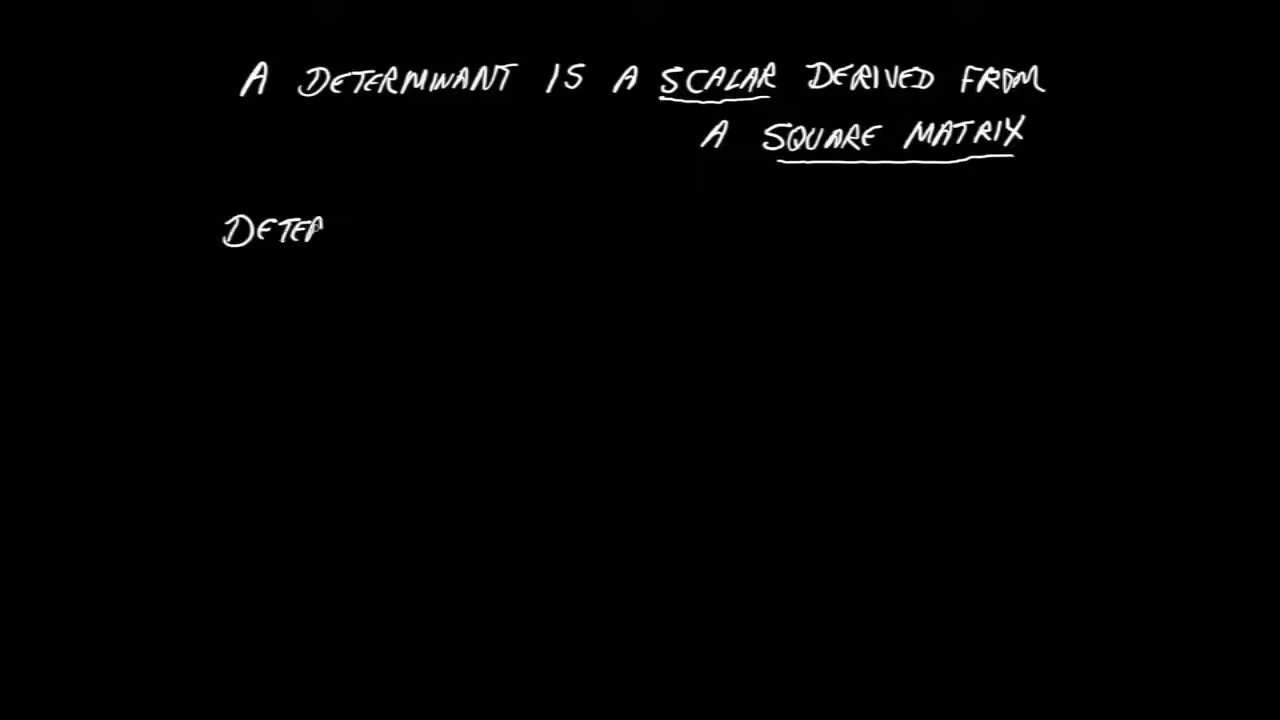 A DETERMINANT IS A SCALAR DERIVED FROM
A SQUARE MATRIX
DETER